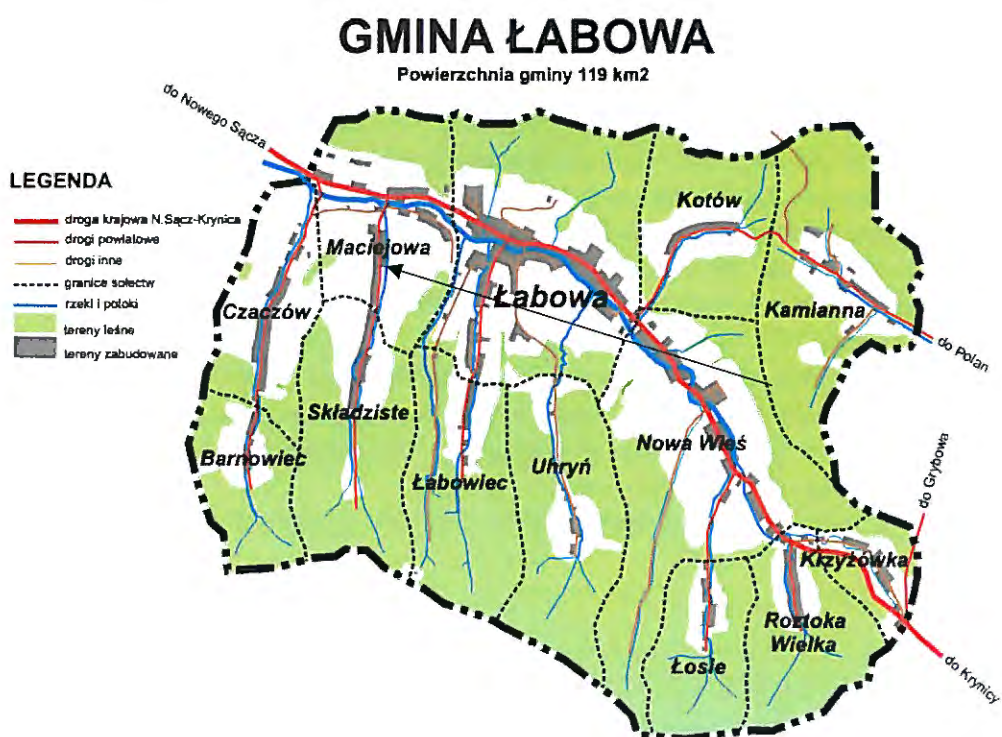 GMINA ŁABOWA
Powierzchnia gminy 119 km2
do Nowego Sącza
LEGENDA
droga krajowa N.Sącz-Krynica
drogi powiatowe
drogi inne
granice sołectw
rzeki i potoki
tereny leśne
tereny zabudowane
Kotów
Maciejowa
Łabowa
Czaczów
Kamianna
do Polan
Składziste
Nowa Wieś
Barnowiec
Łabowiec
Uhryń
do Grybowa
Krzyżówka
Roztoka
Wielka
Łosie
do Krynicy